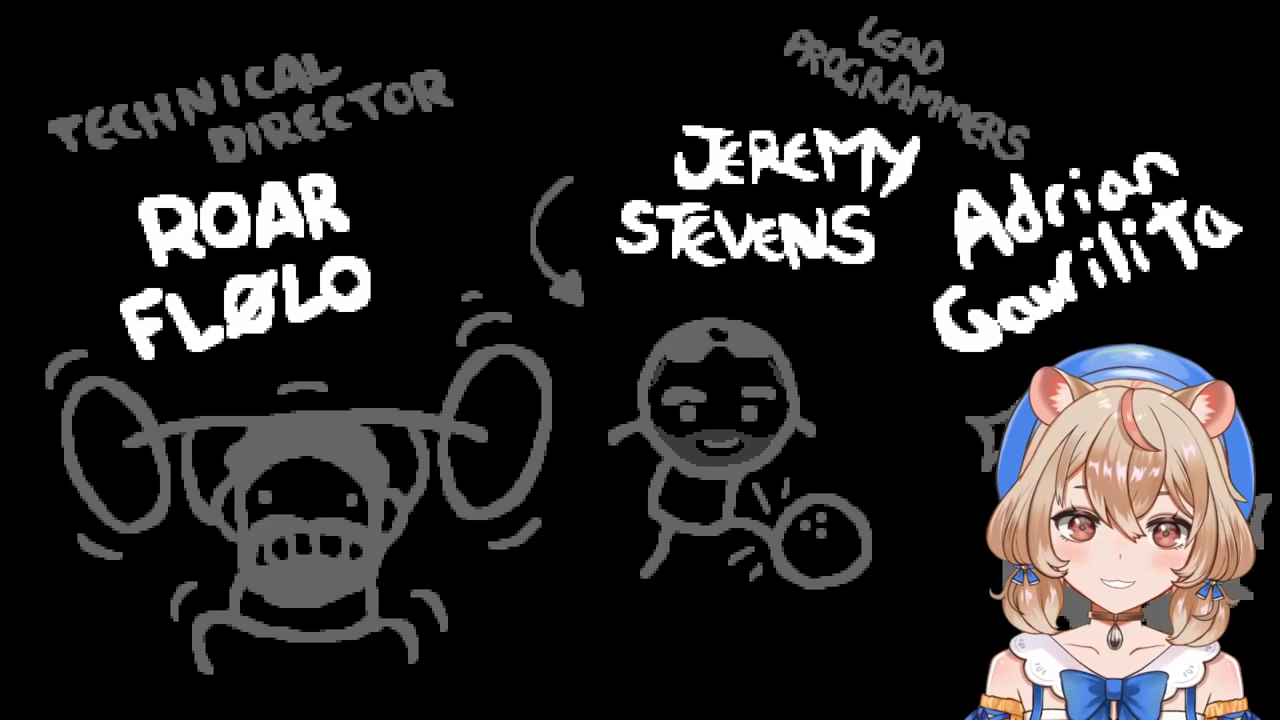 TECHNICAL
DIRECTOR
ROAR
FLØLO
LEAD
PROGRAMMERS
JEREMY
STEVENS
Adrian
Gavrilita